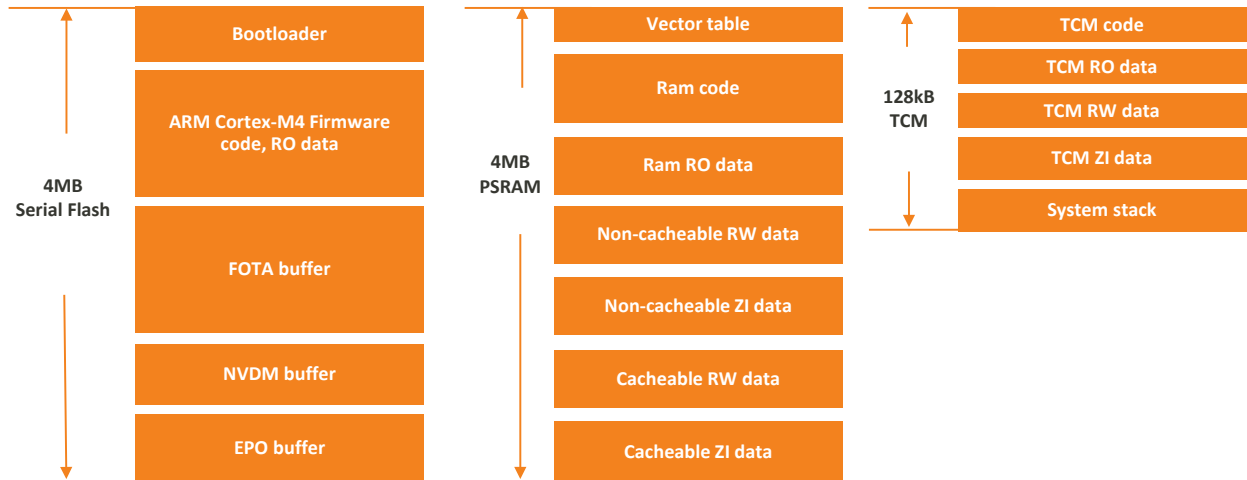 4MB
Serial Flash
Bootloader
ARM Cortex-M4 Firmware
code, RO data
FOTA buffer
NVDM buffer
EPO buffer
4MB
PSRAM
Vector table
Ram code
Ram RO data
Non-cacheable RW data
Non-cacheable ZI data
Cacheable RW data
Cacheable ZI data
128kB
TCM
TCM code
TCM RO data
TCM RW data
TCM ZI data
System stack